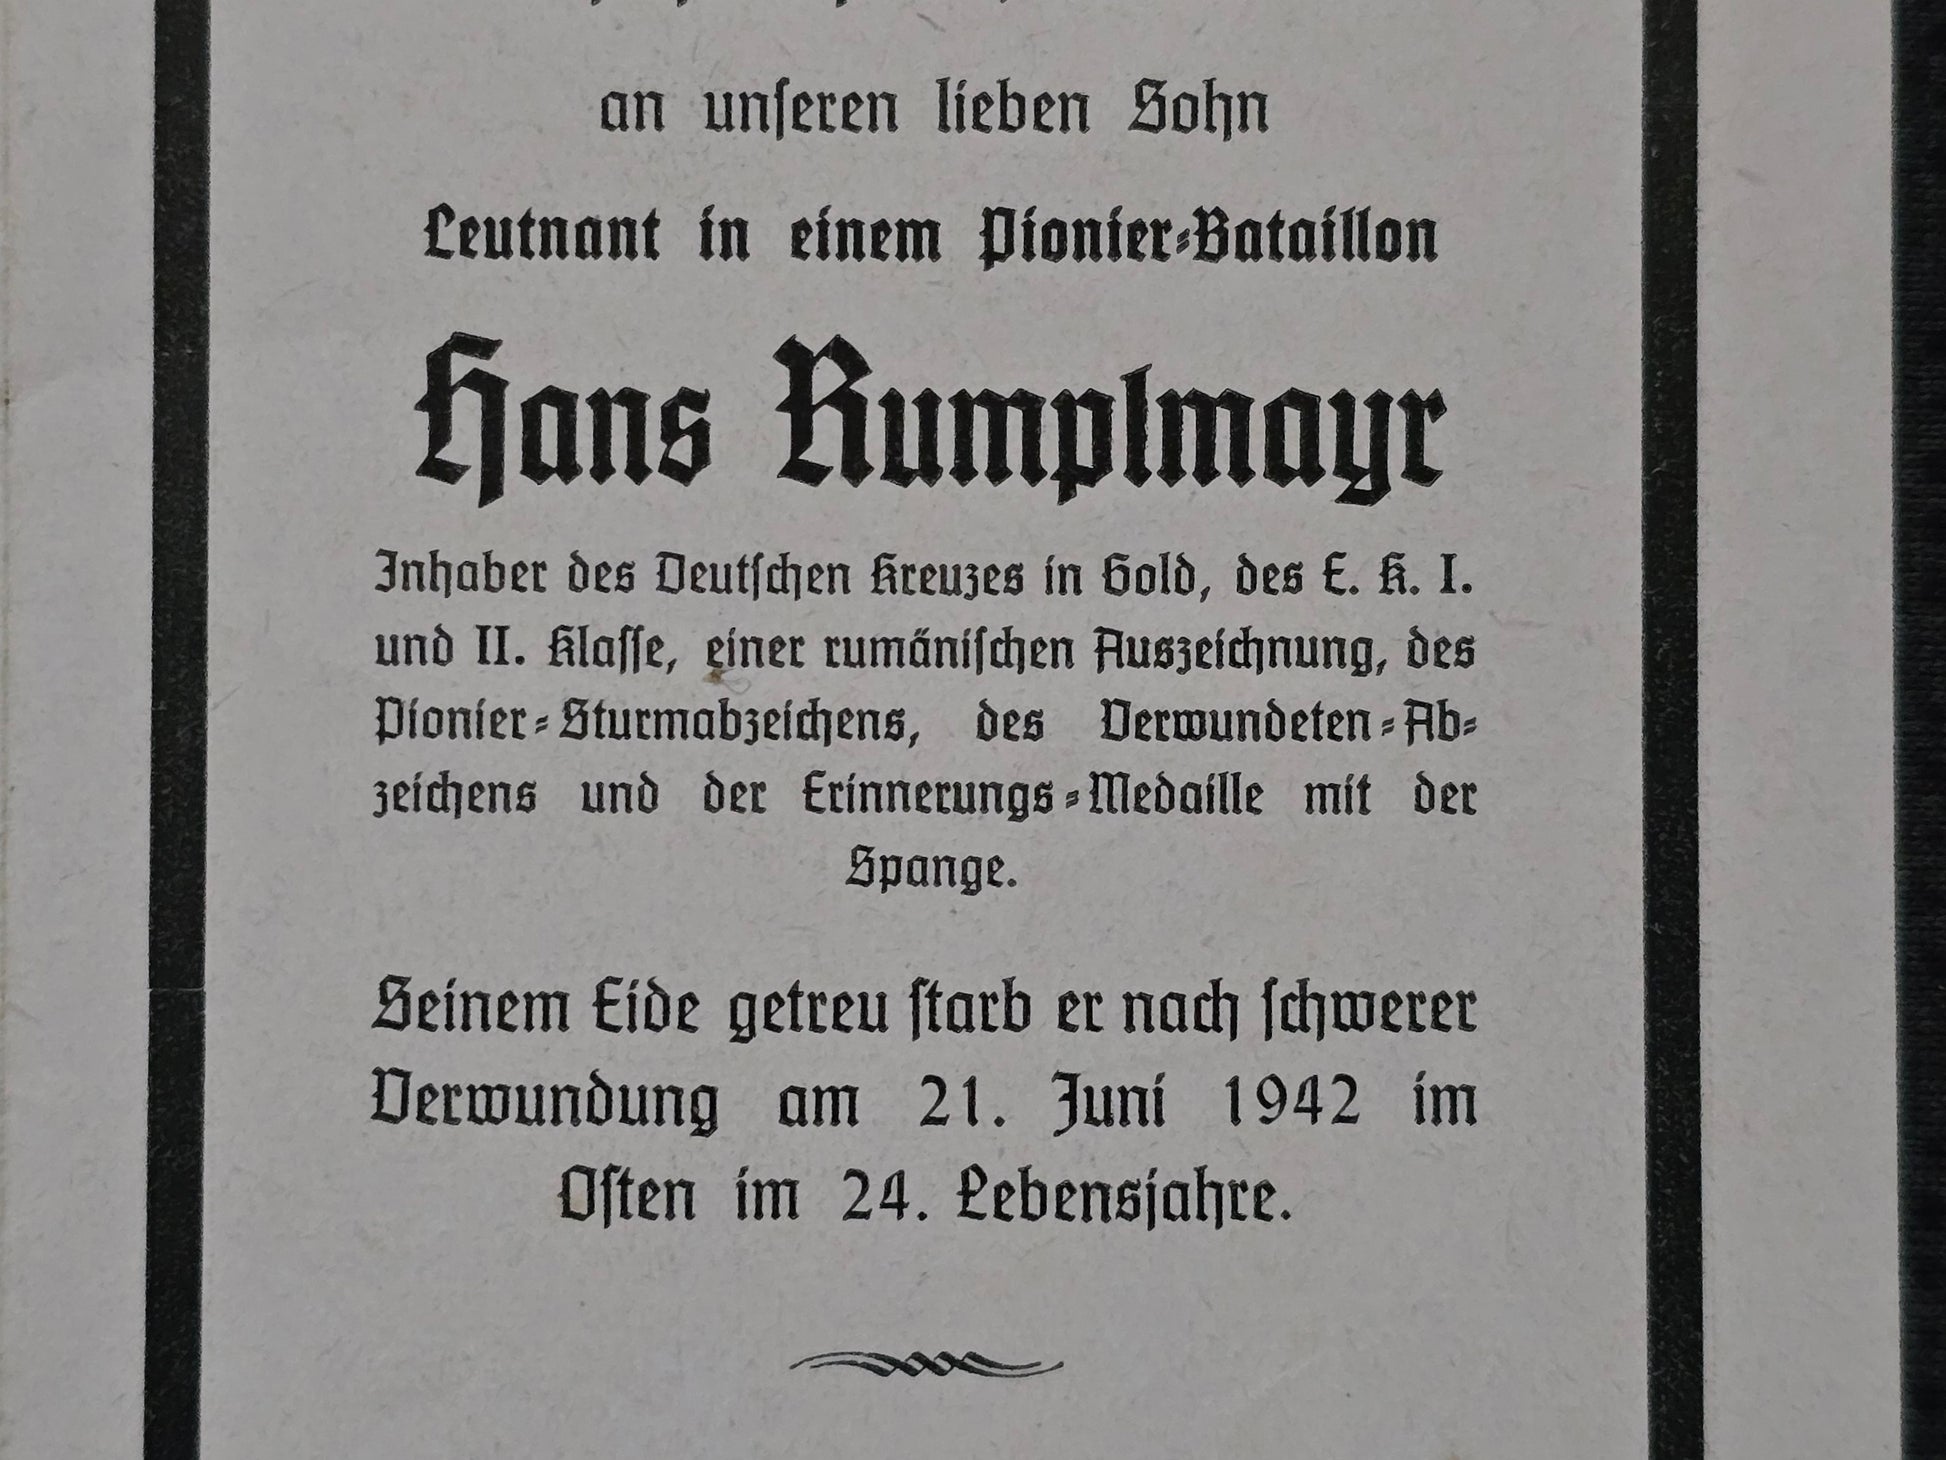 an unseren lieben Sohn
Leutnant in einem Pionier-Bataillon
Hans Rumplmayr
Inhaber des Deutschen Kreuzes in Gold, des E. K. I.
und II. Klasse, einer rumänischen Auszeichnung, des
Pionier-Sturmabzeichens, des Verwundeten-Ab-
zeichens und der Erinnerungs-Medaille mit der
Spange.
Seinem Eide getreu starb er nach schwerer
Verwundung am 21. Juni 1942 im
Osten im 24. Lebensjahre.